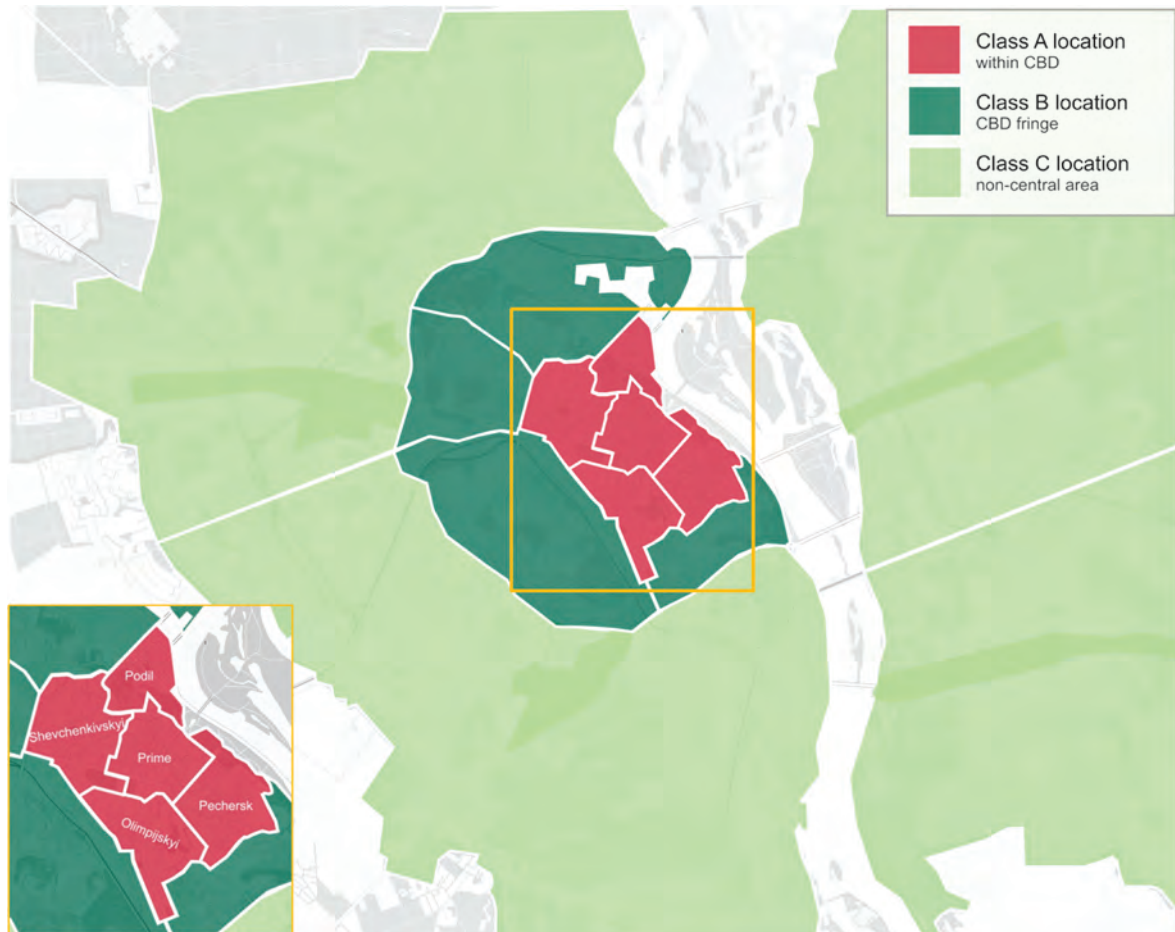 Class A location
within CBD
Class B location
CBD fringe
Class C location
non-central area
Podil
Shevchenkivskyi
Prime
Pechersk
Olimpijskyi